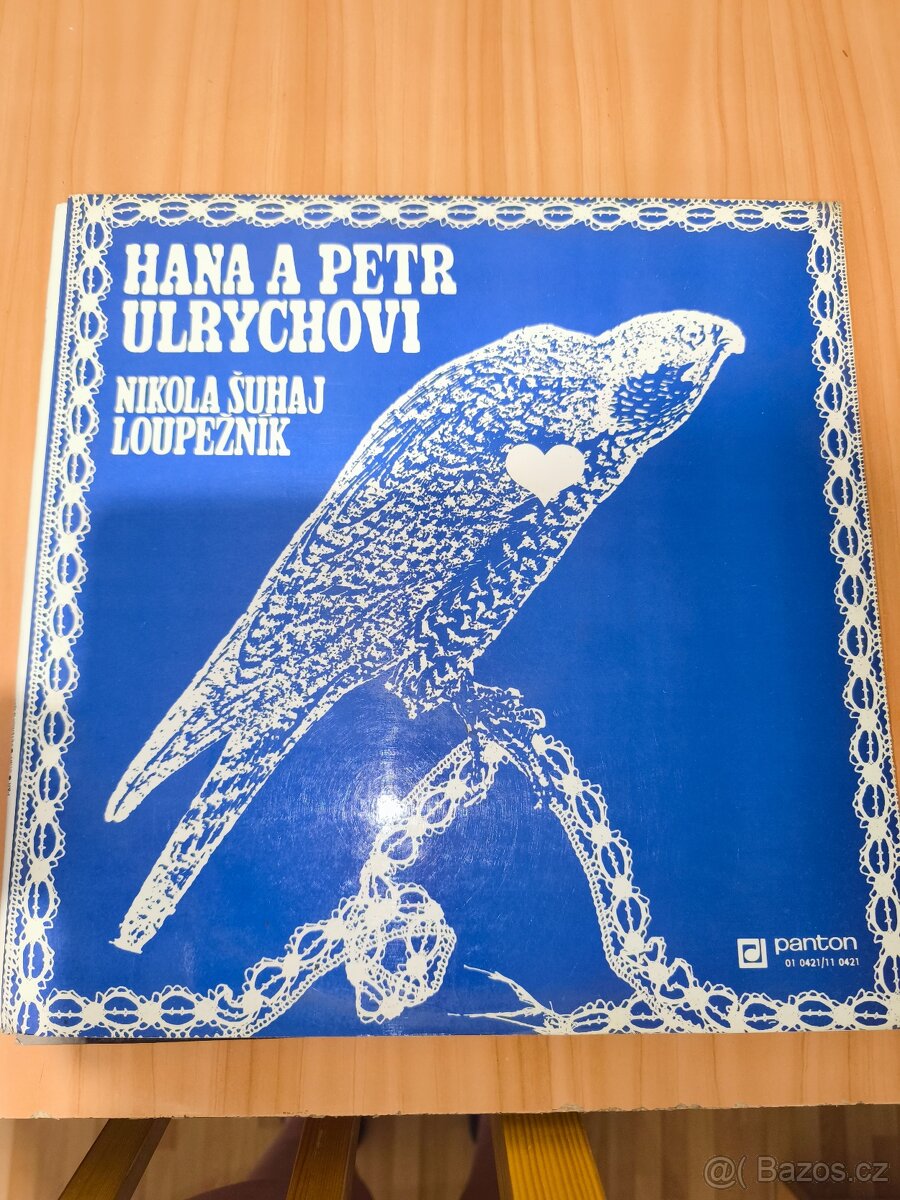 HANA A PETR
ULRYCHOVI
NIKOLA ŠUHAJ
LOUPEŽNÍK
panton
01 0421/11 0421
@( Bazos.cz